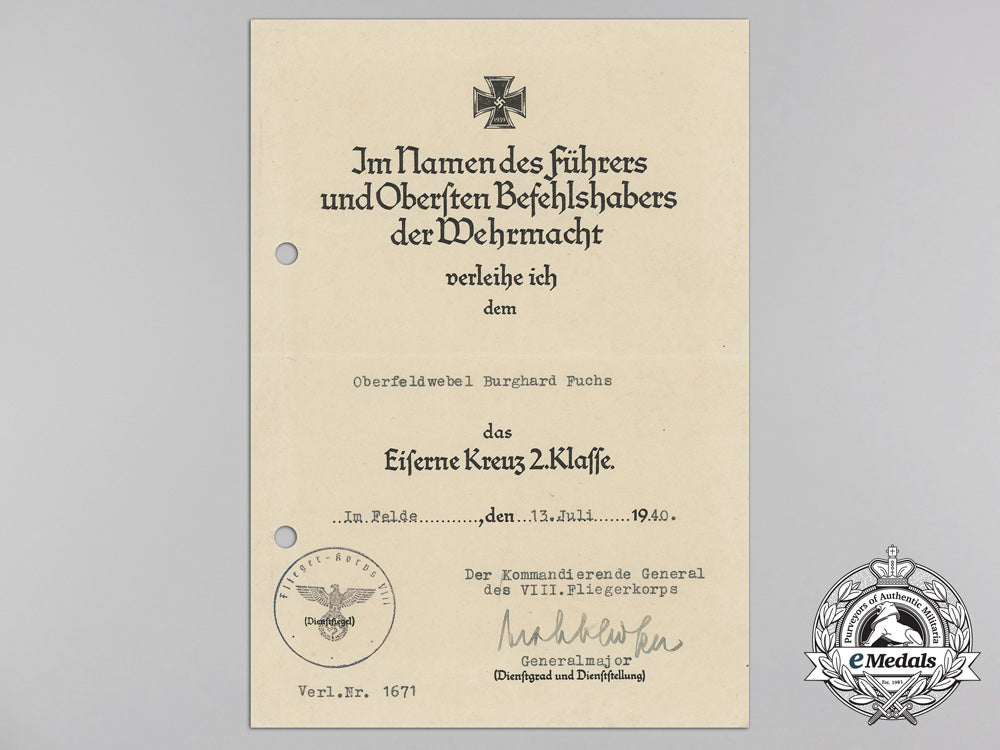 1939
Im Namen des Führers
und Oberſten Befehlshabers
der Wehrmacht
verleihe ich
dem
Oberfeldwebel Burghard Fuchs
das
Eiſerne Kreuz 2.Klaſſe.
..Im Felde..........,den...13.Juli......1940.
Flieger-Korps VIII
(Dienſtſiegel)
Der Kommandierende General
des VIII.Fliegerkorps
Generalmajor
(Dienſtgrad und Dienſtſtellung)
Verl.Nr. 1671
Purveyors of Authentic Militaria
eMedals
Est. 1981